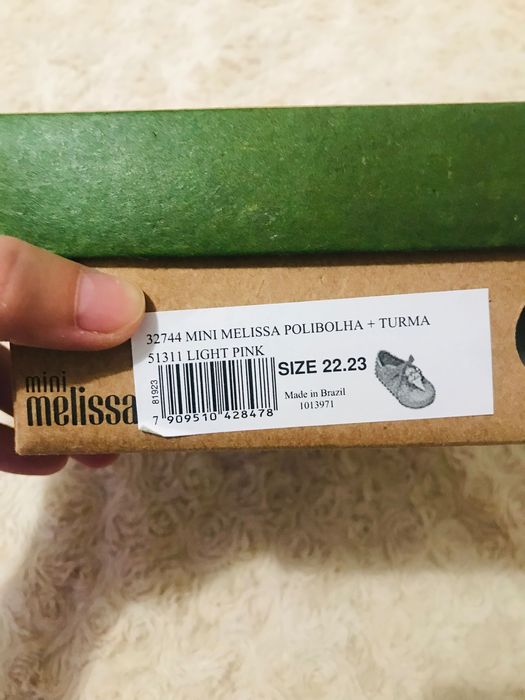 32744 MINI MELISSA POLIBOLHA + TURMA
51311 LIGHT PINK
81923
7 909510 428478
SIZE 22.23
Made in Brazil
1013971
mini
melissa